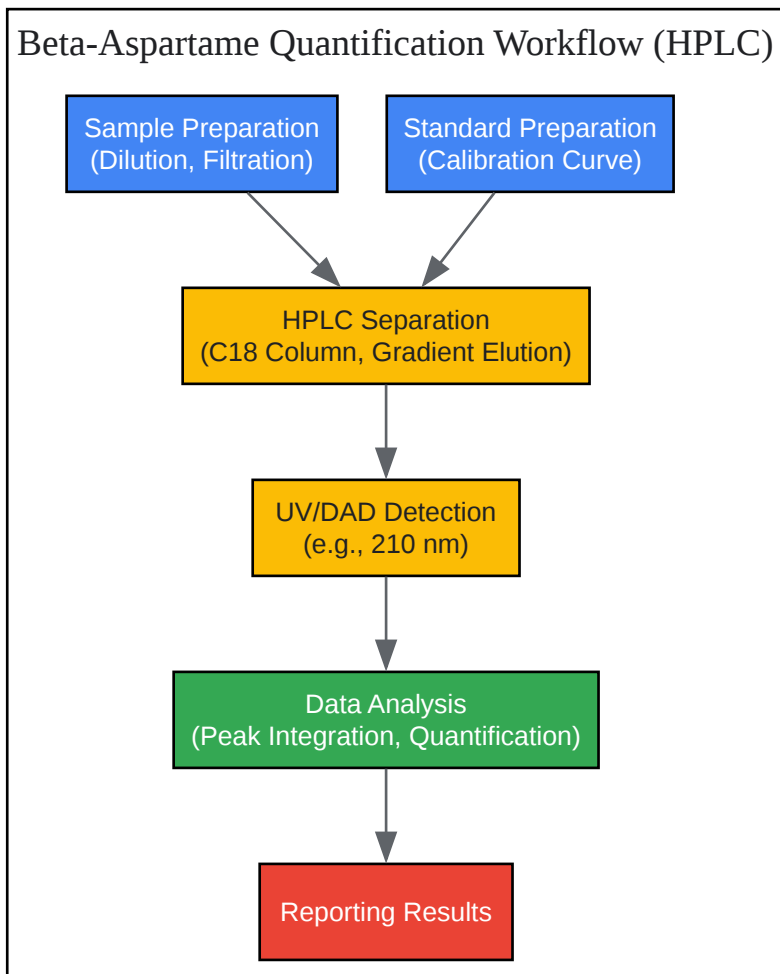 Beta-Aspartame Quantification Workflow (HPLC)
Sample Preparation
(Dilution, Filtration)
Standard Preparation
(Calibration Curve)
HPLC Separation
(C18 Column, Gradient Elution)
UV/DAD Detection
(e.g., 210 nm)
Data Analysis
(Peak Integration, Quantification)
Reporting Results